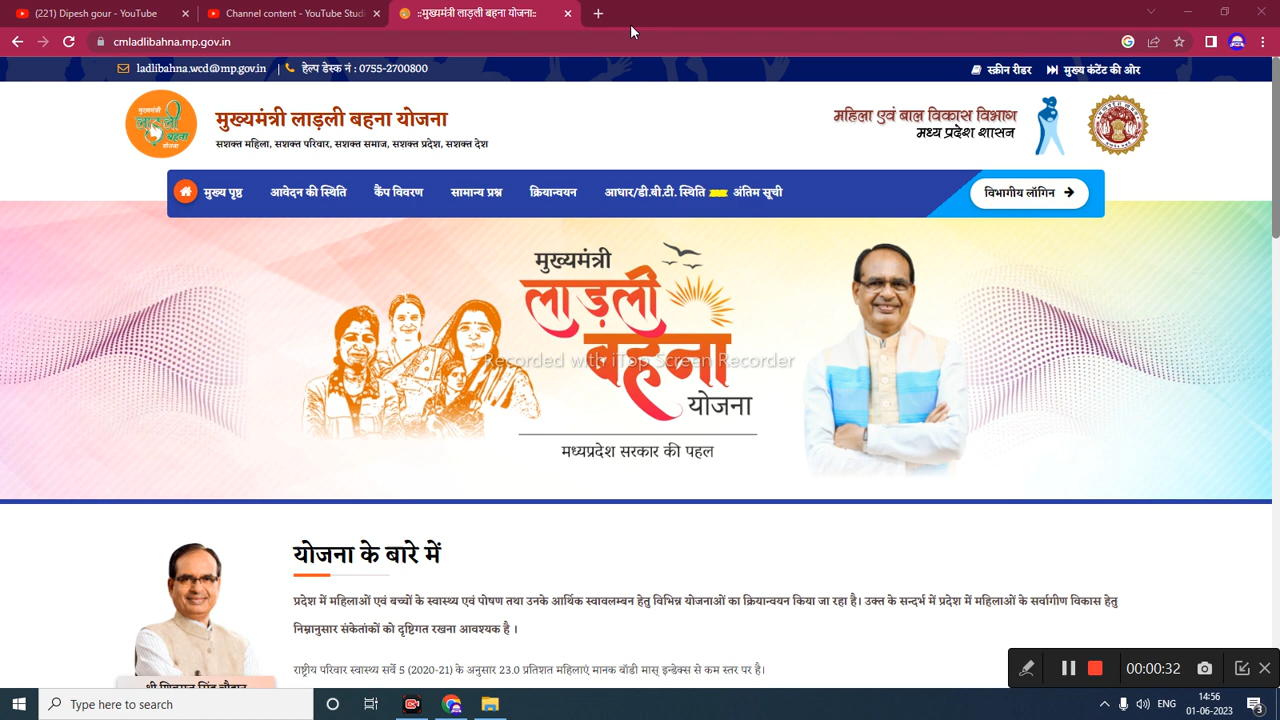 (221) Dipesh gour - YouTube
Channel content - YouTube Stud
::मुख्यमंत्री लाड़ली बहना योजना::
cmladlibahna.mp.gov.in
ladlibahna.wcd@mp.gov.in | हेल्प डेस्क नं : 0755-2700800
स्क्रीन रीडर मुख्य कंटेंट की ओर
मुख्यमंत्री लाड़ली बहना योजना
मुख्यमंत्री लाड़ली बहना योजना
सशक्त महिला, सशक्त परिवार, सशक्त समाज, सशक्त प्रदेश, सशक्त देश
महिला एवं बाल विकास विभाग
मध्य प्रदेश शासन
मुख्य पृष्ठ आवेदन की स्थिति कैंप विवरण सामान्य प्रश्न क्रियान्वयन आधार/डी.बी.टी. स्थिति अंतिम सूची
विभागीय लॉगिन
मुख्यमंत्री
लाड़ली
बहना
योजना
मध्यप्रदेश सरकार की पहल
Recorded with iTop Screen Recorder
योजना के बारे में
प्रदेश में महिलाओं एवं बच्चों के स्वास्थ्य एवं पोषण तथा उनके आर्थिक स्वावलम्बन हेतु विभिन्न योजनाओं का क्रियान्वयन किया जा रहा है। उक्त के सन्दर्भ में प्रदेश में महिलाओं के सर्वागीण विकास हेतु
निम्नानुसार संकेतांकों को दृष्टिगत रखना आवश्यक है ।
राष्ट्रीय परिवार स्वास्थ्य सर्वे 5 (2020-21) के अनुसार 23.0 प्रतिशत महिलाएं मानक बॉडी मास् इन्डेक्स से कम स्तर पर है।
00:00:32
Type here to search
ENG
14:56
01-06-2023
3